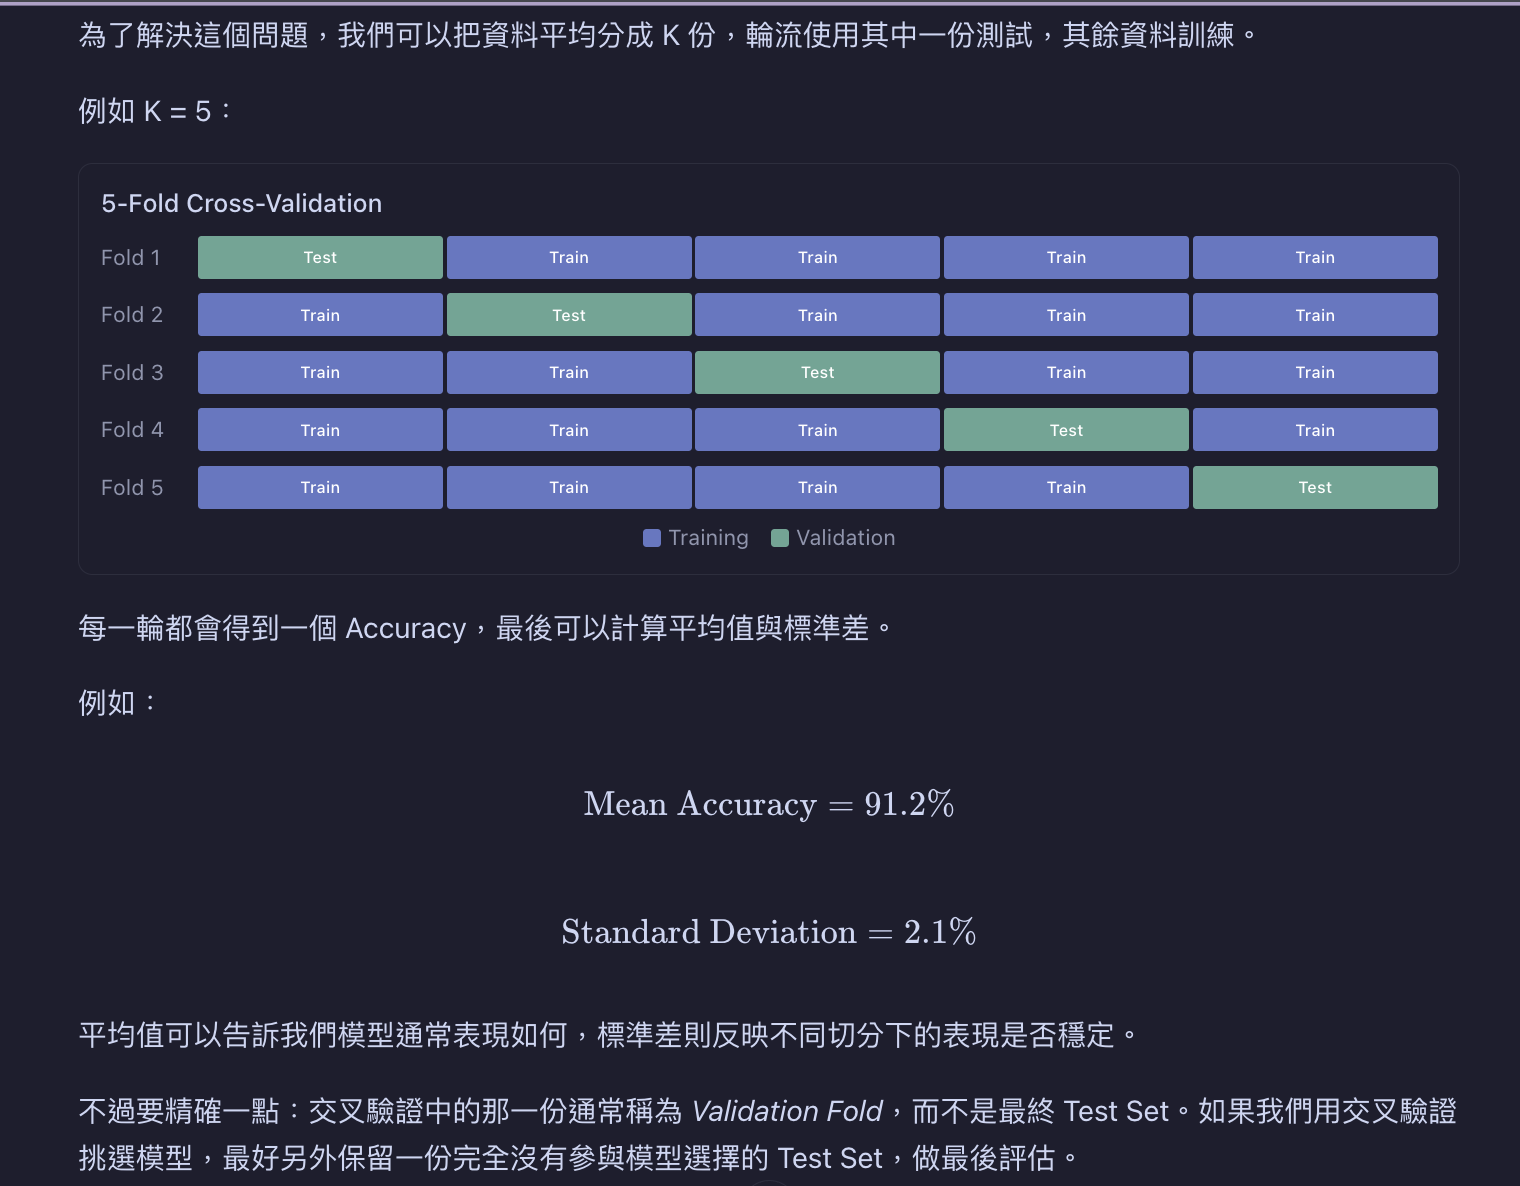 為了解決這個問題，我們可以把資料平均分成 K 份，輪流使用其中一份測試，其餘資料訓練。
例如 K = 5：
5-Fold Cross-Validation
Fold 1 Test Train Train Train Train
Fold 2 Train Test Train Train Train
Fold 3 Train Train Test Train Train
Fold 4 Train Train Train Test Train
Fold 5 Train Train Train Train Test
Training Validation
每一輪都會得到一個 Accuracy，最後可以計算平均值與標準差。
例如：
Mean Accuracy = 91.2%
Standard Deviation = 2.1%
平均值可以告訴我們模型通常表現如何，標準差則反映不同切分下的表現是否穩定。
不過要精確一點：交叉驗證中的那一份通常稱為 Validation Fold，而不是最終 Test Set。如果我們用交叉驗證
挑選模型，最好另外保留一份完全沒有參與模型選擇的 Test Set，做最後評估。